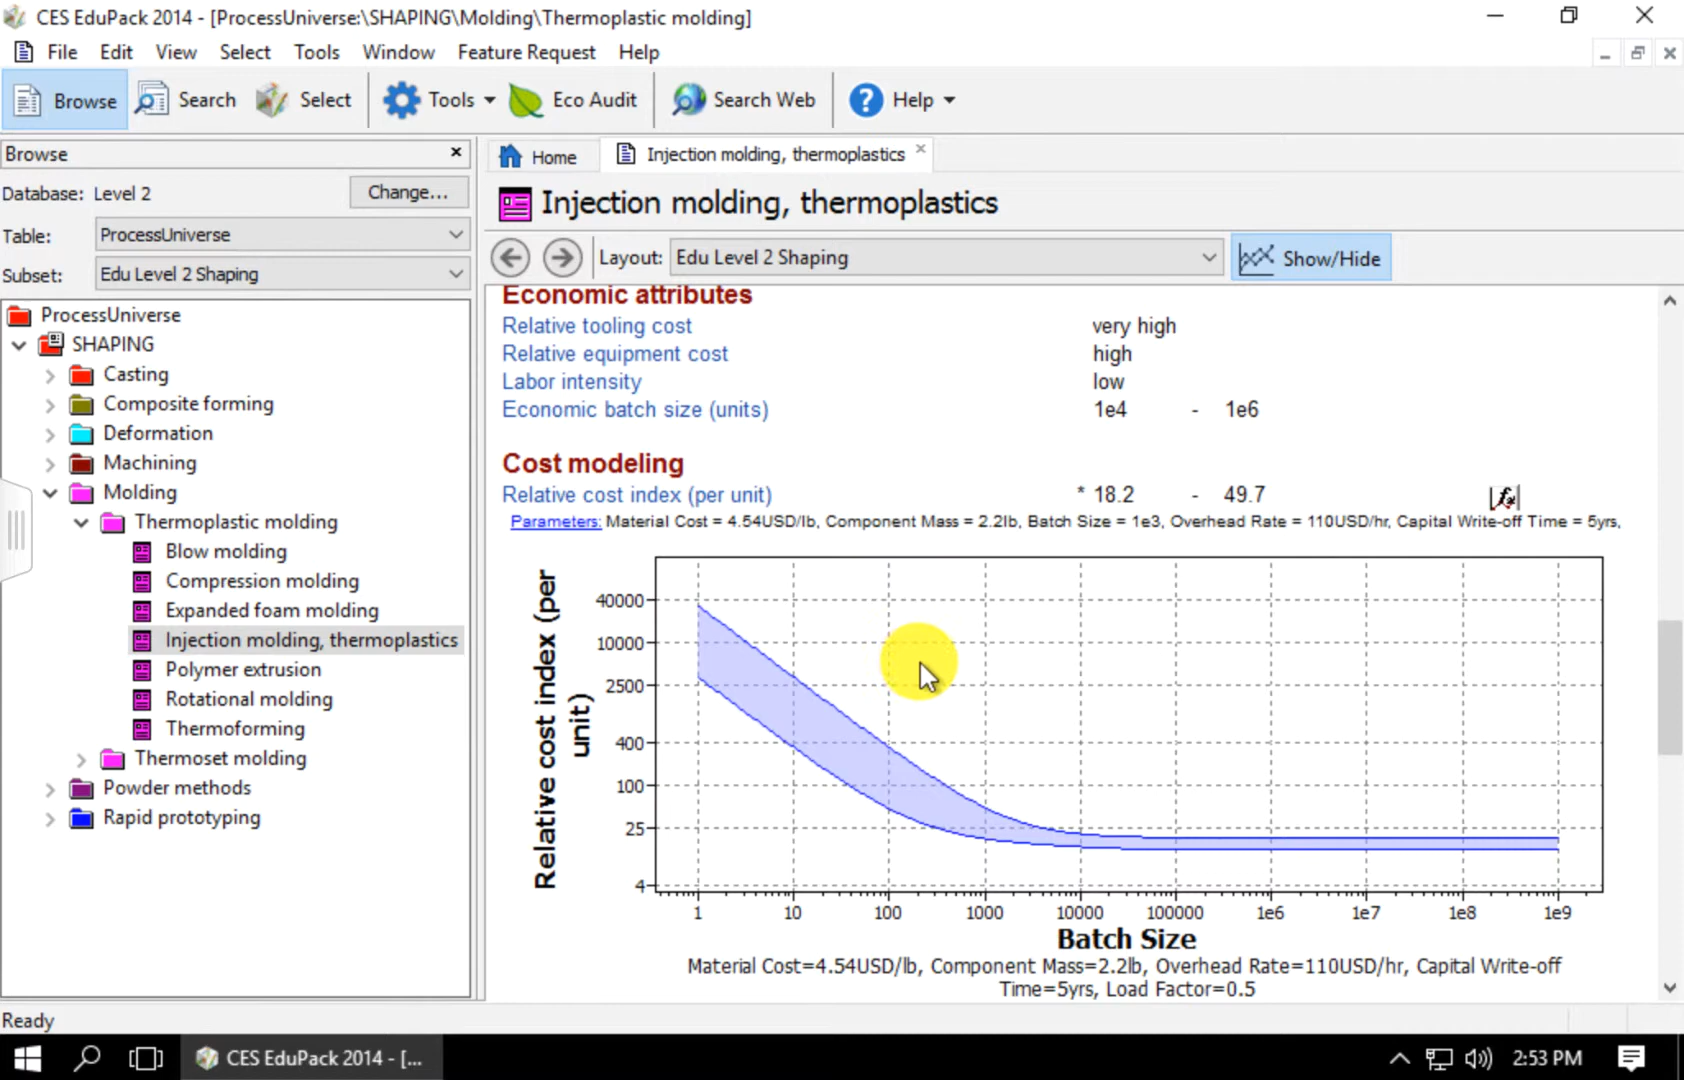 CES EduPack 2014 - [ProcessUniverse:\SHAPING\Molding\Thermoplastic molding]
File Edit View Select Tools Window Feature Request Help
Browse Search Select Tools Eco Audit Search Web Help
Browse
Database: Level 2 Change...
Table: ProcessUniverse
Subset: Edu Level 2 Shaping
ProcessUniverse
SHAPING
Casting
Composite forming
Deformation
Machining
Molding
Thermoplastic molding
Blow molding
Compression molding
Expanded foam molding
Injection molding, thermoplastics
Polymer extrusion
Rotational molding
Thermoforming
Thermoset molding
Powder methods
Rapid prototyping
Home Injection molding, thermoplastics
Injection molding, thermoplastics
Layout: Edu Level 2 Shaping Show/Hide
Economic attributes
Relative tooling cost very high
Relative equipment cost high
Labor intensity low
Economic batch size (units) 1e4 - 1e6
Cost modeling
Relative cost index (per unit) * 18.2 - 49.7 fx
Parameters: Material Cost = 4.54USD/lb, Component Mass = 2.2lb, Batch Size = 1e3, Overhead Rate = 110USD/hr, Capital Write-off Time = 5yrs,
Relative cost index (per
unit)
40000
10000
2500
400
100
25
4
1 10 100 1000 10000 100000 1e6 1e7 1e8 1e9
Batch Size
Material Cost=4.54USD/lb, Component Mass=2.2lb, Overhead Rate=110USD/hr, Capital Write-off
Time=5yrs, Load Factor=0.5
Ready
CES EduPack 2014 - [... 2:53 PM